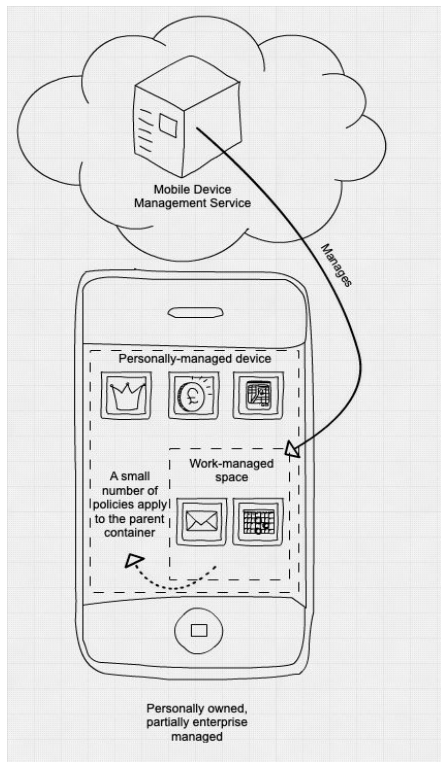 Mobile Device
Management Service
Manages
Personally-managed device
£
Work-managed
space
A small
number of
policies apply
to the parent
container
Personally owned,
partially enterprise
managed